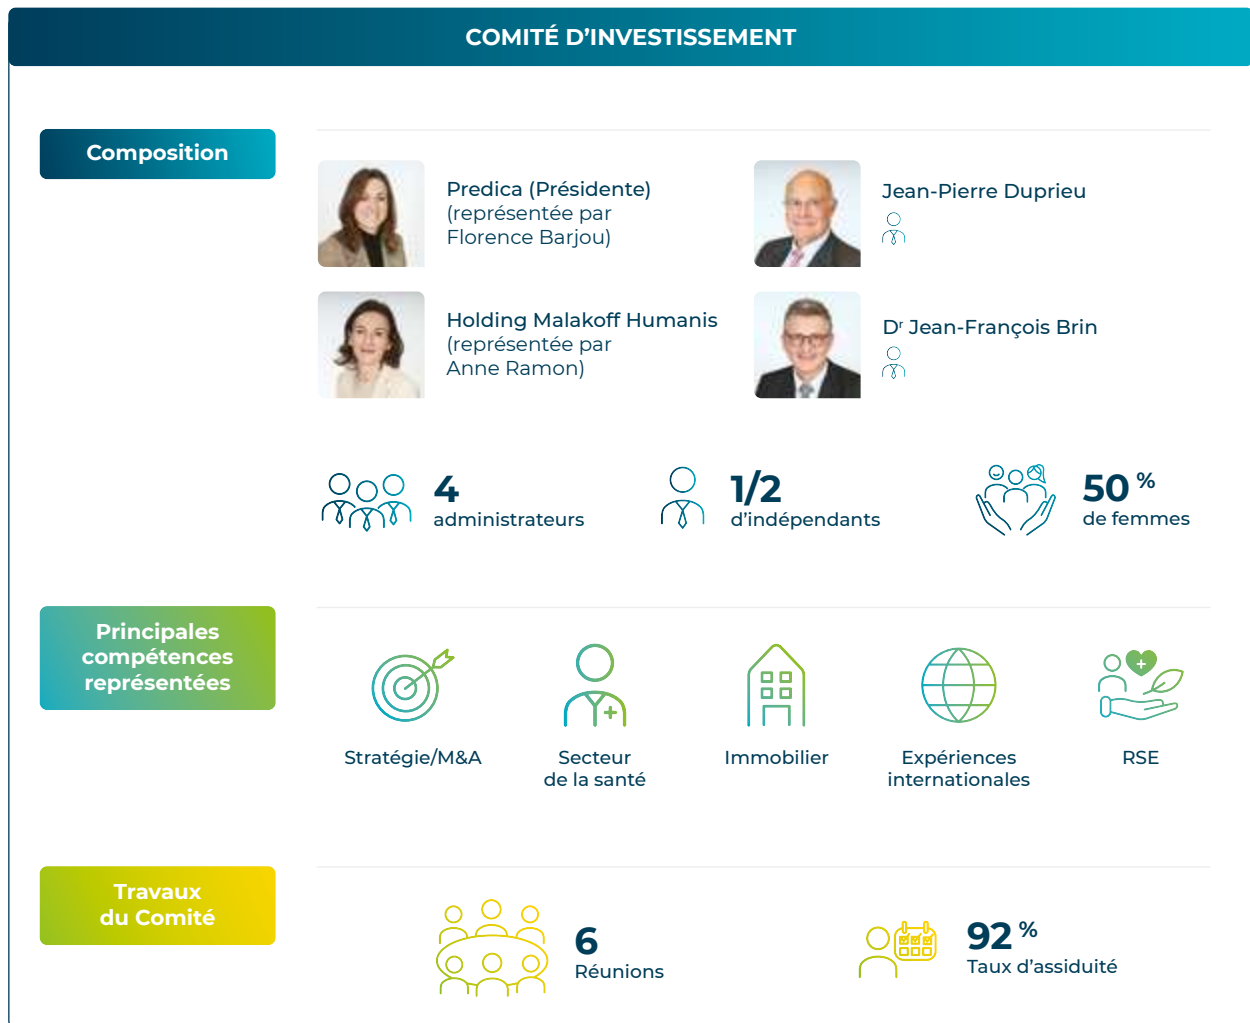 COMITÉ D’INVESTISSEMENT
Composition
Predica (Présidente)
(représentée par
Florence Barjou)
Jean-Pierre Duprieu
Holding Malakoff Humanis
(représentée par
Anne Ramon)
Dr Jean-François Brin
4
administrateurs
1/2
d’indépendants
50 %
de femmes
Principales
compétences
représentées
Stratégie/M&A
Secteur
de la santé
Immobilier
Expériences
internationales
RSE
Travaux
du Comité
6
Réunions
92 %
Taux d’assiduité